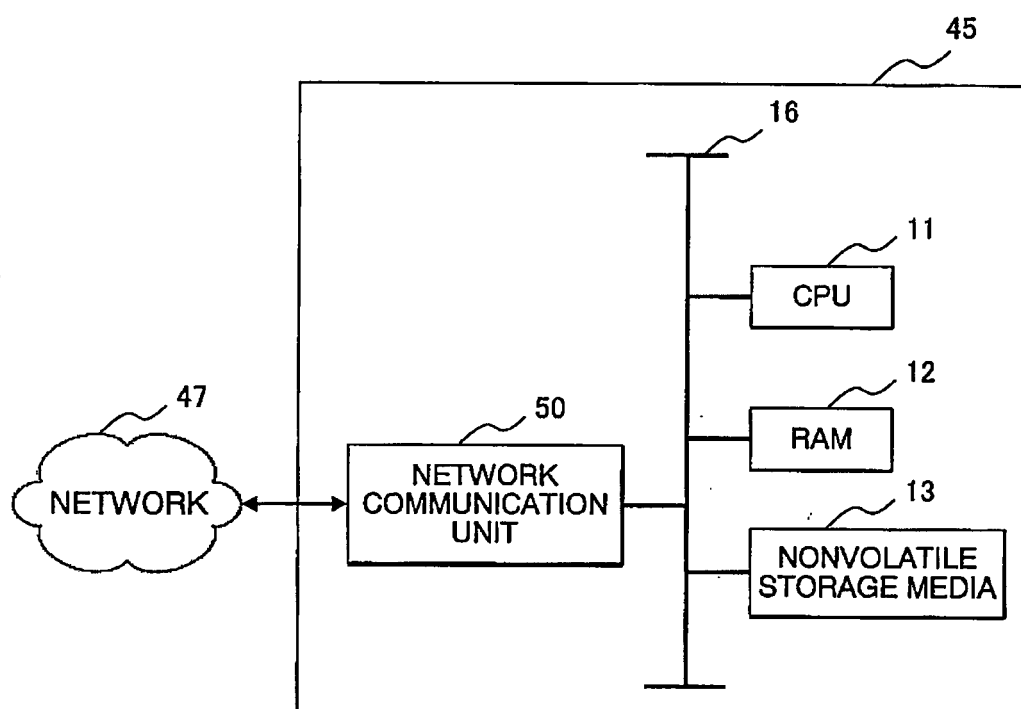 45
16
11
CPU
12
RAM
47
NETWORK
50
NETWORK
COMMUNICATION
UNIT
13
NONVOLATILE
STORAGE MEDIA